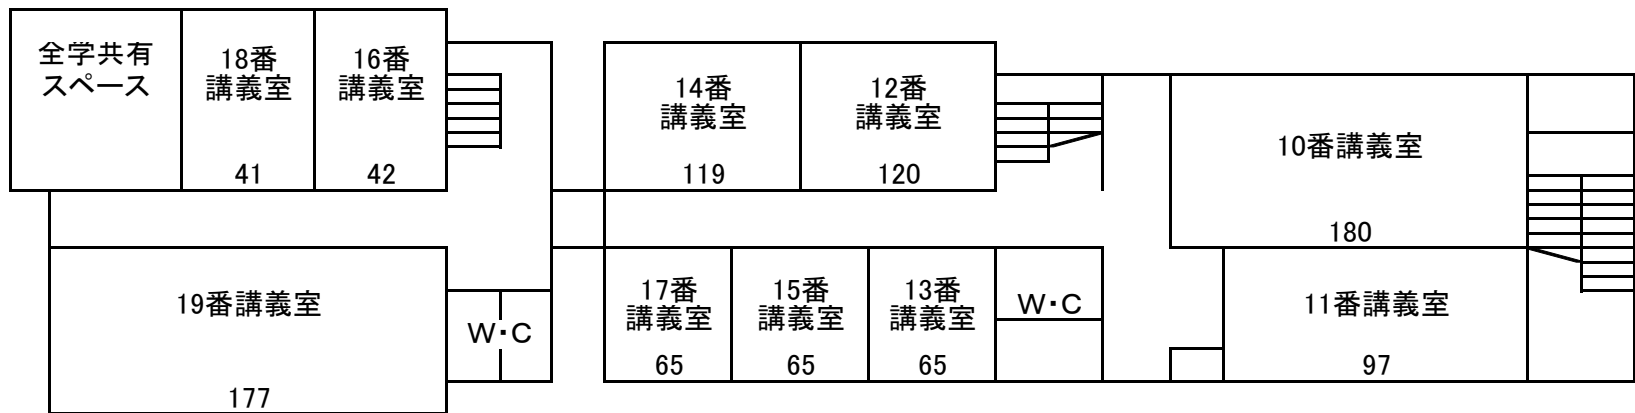 全学共有
スペース
18番
講義室
41
16番
講義室
42
14番
講義室
119
12番
講義室
120
10番講義室
180
19番講義室
177
W・C
17番
講義室
65
15番
講義室
65
13番
講義室
65
W・C
11番講義室
97